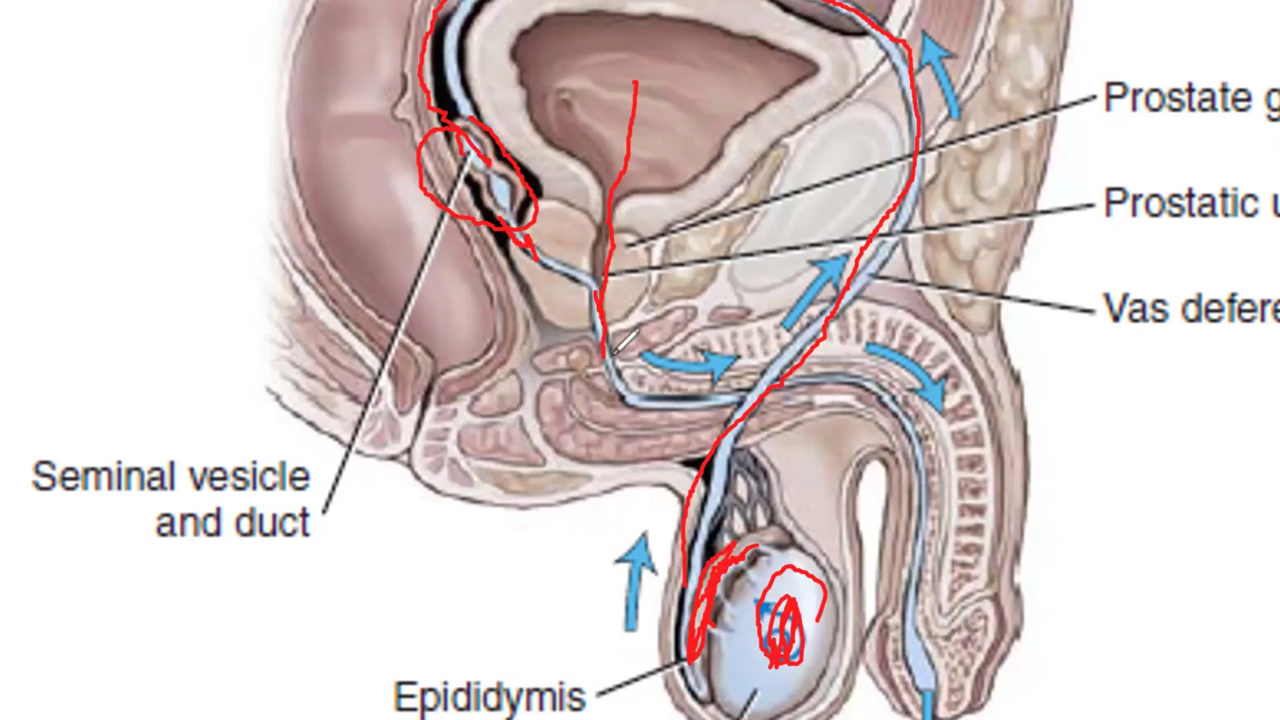 Prostate g
Prostatic u
Vas defere
Seminal vesicle
and duct
Epididymis